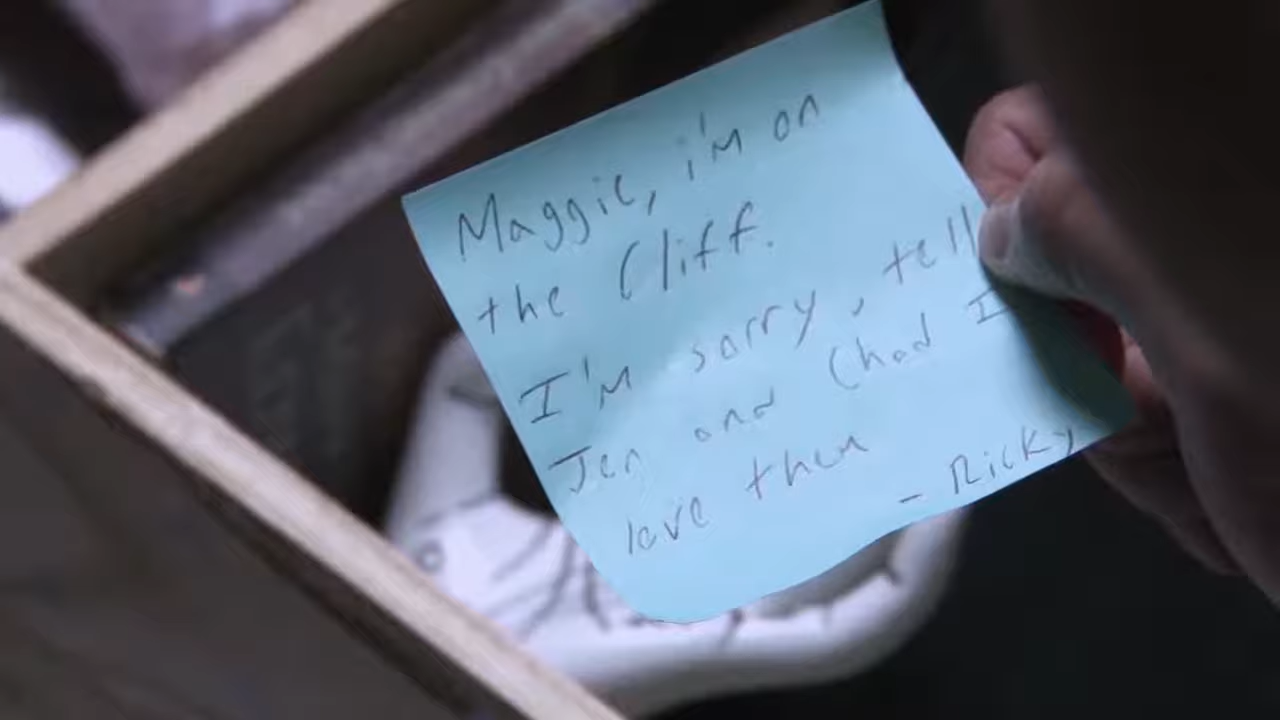 Maggie, i'm on
the Cliff.
I'm sorry, tell
Jen and Chad I
love them
- Ricky